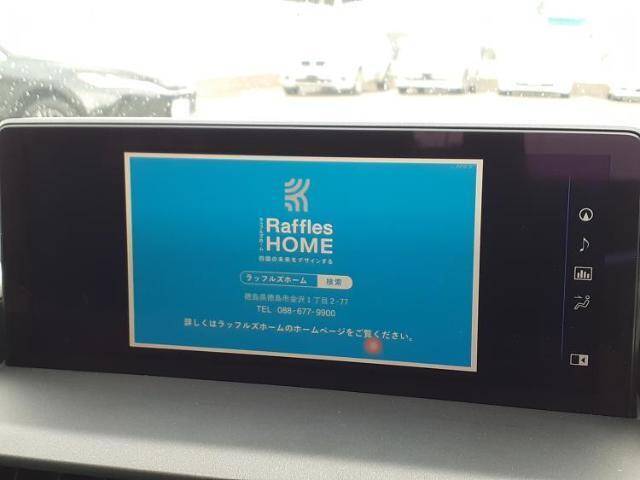 Raffles
HOME
ラッフルズホーム
四国の未来をデザインする
ラッフルズホーム 検索
徳島県徳島市金沢1丁目2-77
TEL 088-677-9900
詳しくはラッフルズホームのホームページをご覧ください。